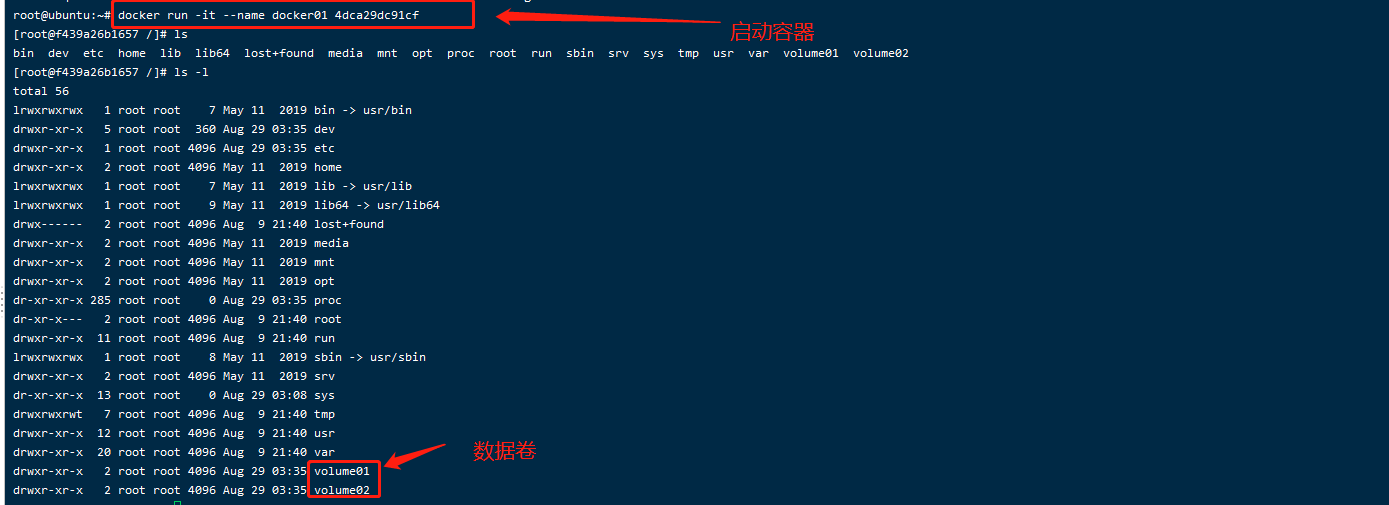 root@ubuntu:~# docker run -it --name docker01 4dca29dc91cf
启动容器
[root@f439a26b1657 /]# ls
bin dev etc home lib lib64 lost+found media mnt opt proc root run sbin srv sys tmp usr var volume01 volume02
[root@f439a26b1657 /]# ls -l
total 56
lrwxrwxrwx 1 root root 7 May 11 2019 bin -> usr/bin
drwxr-xr-x 5 root root 360 Aug 29 03:35 dev
drwxr-xr-x 1 root root 4096 Aug 29 03:35 etc
drwxr-xr-x 2 root root 4096 May 11 2019 home
lrwxrwxrwx 1 root root 7 May 11 2019 lib -> usr/lib
lrwxrwxrwx 1 root root 9 May 11 2019 lib64 -> usr/lib64
drwx------ 2 root root 4096 Aug 9 21:40 lost+found
drwxr-xr-x 2 root root 4096 May 11 2019 media
drwxr-xr-x 2 root root 4096 May 11 2019 mnt
drwxr-xr-x 2 root root 4096 May 11 2019 opt
dr-xr-xr-x 285 root root 0 Aug 29 03:35 proc
dr-xr-x--- 2 root root 4096 Aug 9 21:40 root
drwxr-xr-x 11 root root 4096 Aug 9 21:40 run
lrwxrwxrwx 1 root root 8 May 11 2019 sbin -> usr/sbin
drwxr-xr-x 2 root root 4096 May 11 2019 srv
dr-xr-xr-x 13 root root 0 Aug 29 03:08 sys
drwxrwxrwt 7 root root 4096 Aug 9 21:40 tmp
drwxr-xr-x 12 root root 4096 Aug 9 21:40 usr
drwxr-xr-x 20 root root 4096 Aug 9 21:40 var
数据卷
drwxr-xr-x 2 root root 4096 Aug 29 03:35 volume01
drwxr-xr-x 2 root root 4096 Aug 29 03:35 volume02